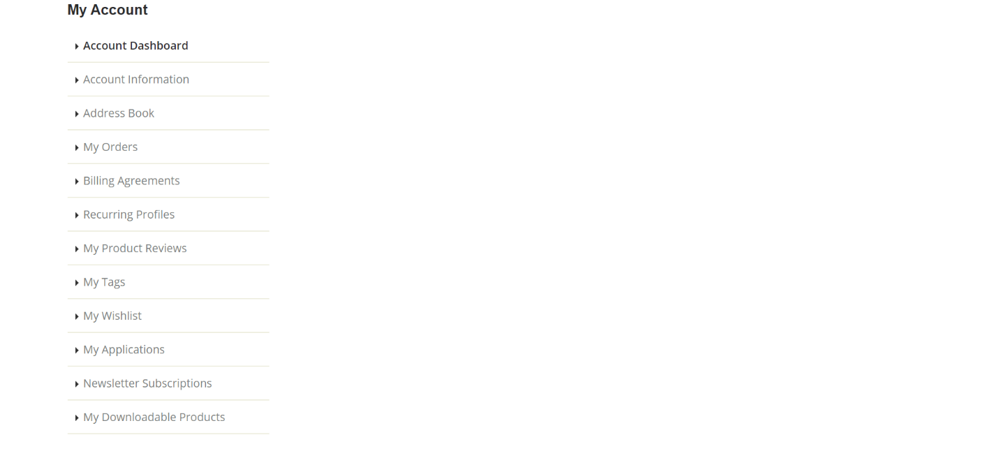 My Account
Account Dashboard
Account Information
Address Book
My Orders
Billing Agreements
Recurring Profiles
My Product Reviews
My Tags
My Wishlist
My Applications
Newsletter Subscriptions
My Downloadable Products